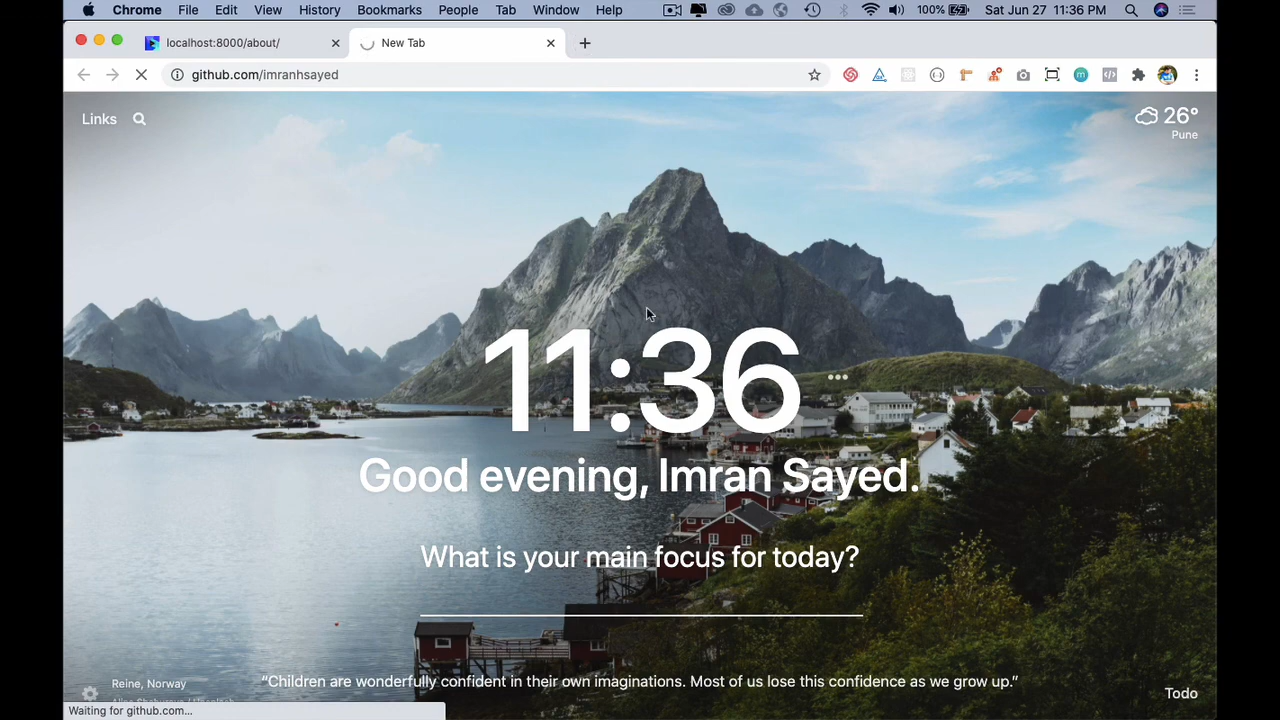 Chrome File Edit View History Bookmarks People Tab Window Help 100% Sat Jun 27 11:36 PM
localhost:8000/about/ New Tab
github.com/imranhsayed
Links 26°
Pune
11:36
Good evening, Imran Sayed.
What is your main focus for today?
Reine, Norway
“Children are wonderfully confident in their own imaginations. Most of us lose this confidence as we grow up.”
Todo
Waiting for github.com...